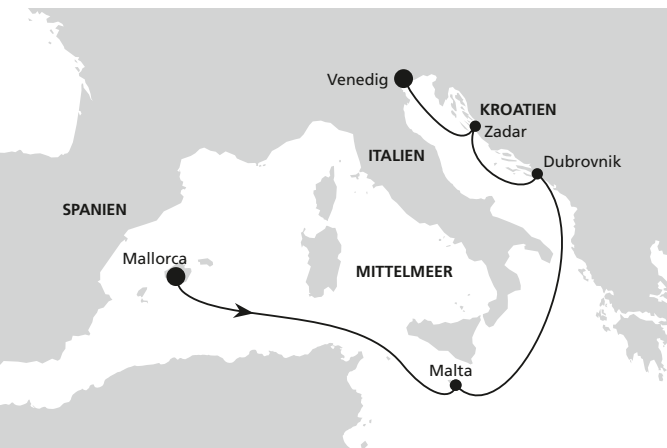 Venedig
KROATIEN
Zadar
ITALIEN
Dubrovnik
SPANIEN
Mallorca
MITTELMEER
Malta